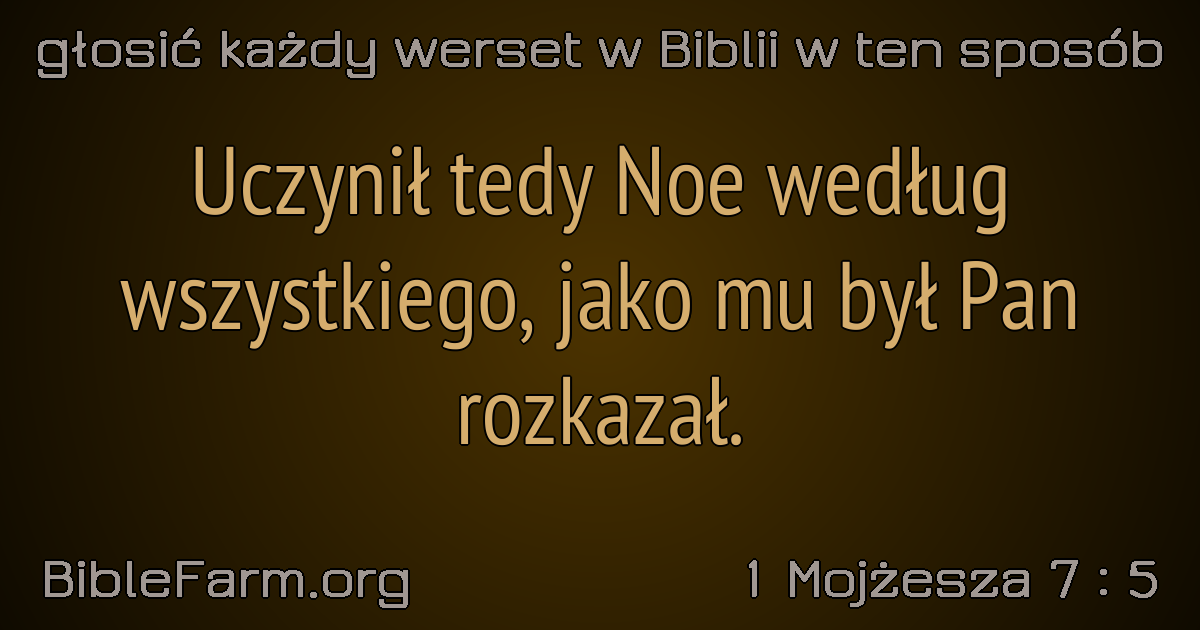 głosić każdy werset w Biblii w ten sposób
Uczynił tedy Noe według
wszystkiego, jako mu był Pan
rozkazał.
BibleFarm.org
1 Mojżesza 7 : 5